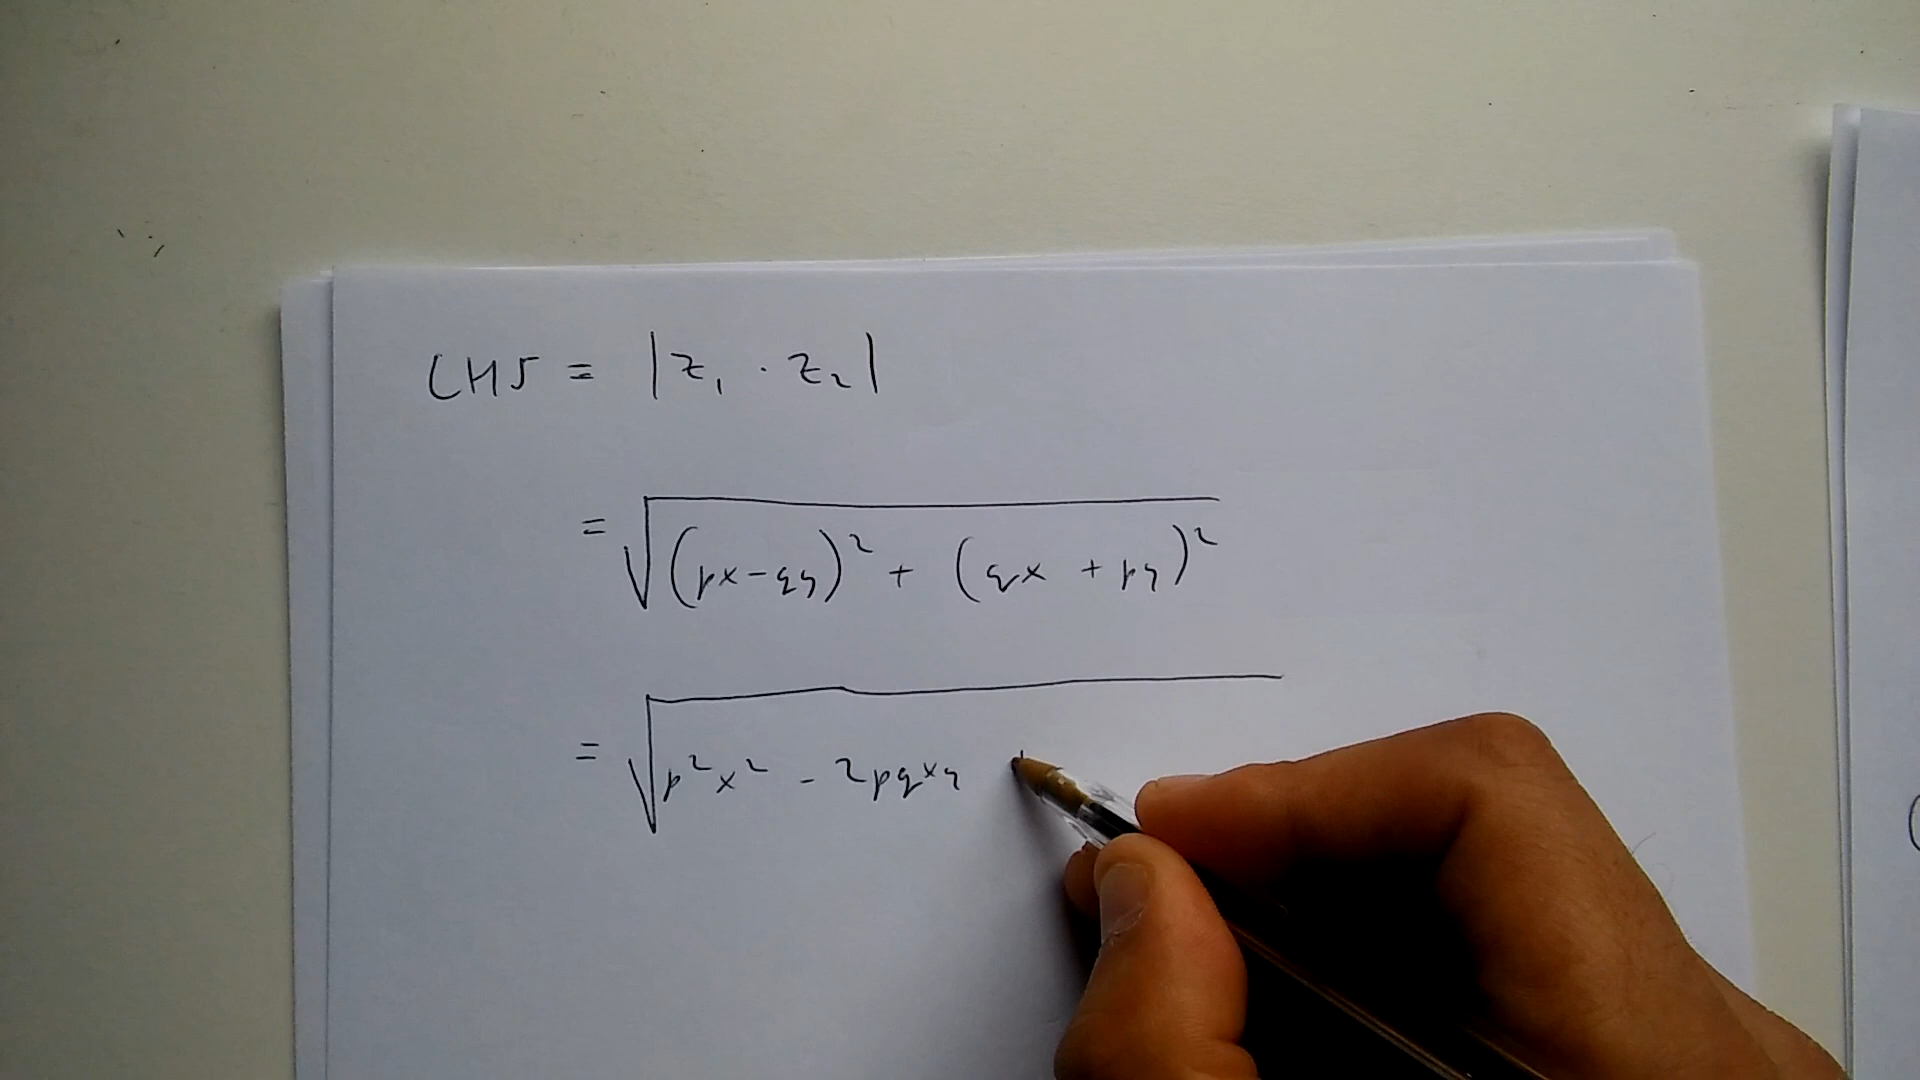 LHS = |z₁ · z₂|
= √((px-qy)² + (qx + py)²)
= √(p²x² - 2pqxy